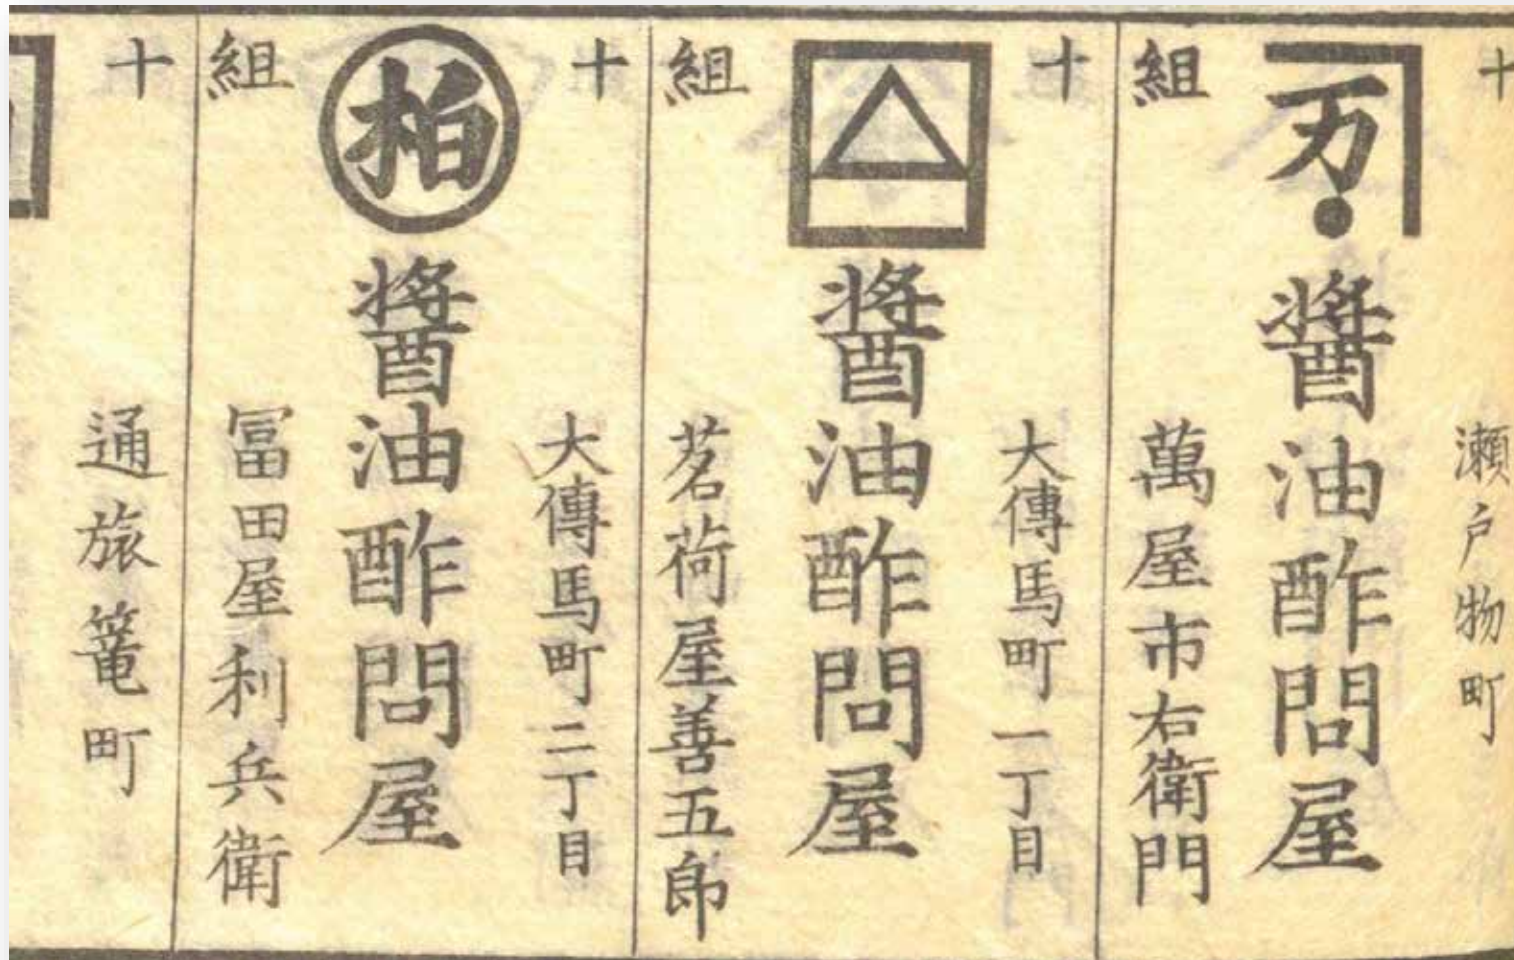 十
瀬戸物町
万
醬油酢問屋
組
萬屋市右衛門
十
大傳馬町一丁目
醬油酢問屋
組
茗荷屋善五郎
十
大傳馬町二丁目
柏
醬油酢問屋
組
冨田屋利兵衛
十
通旅篭町